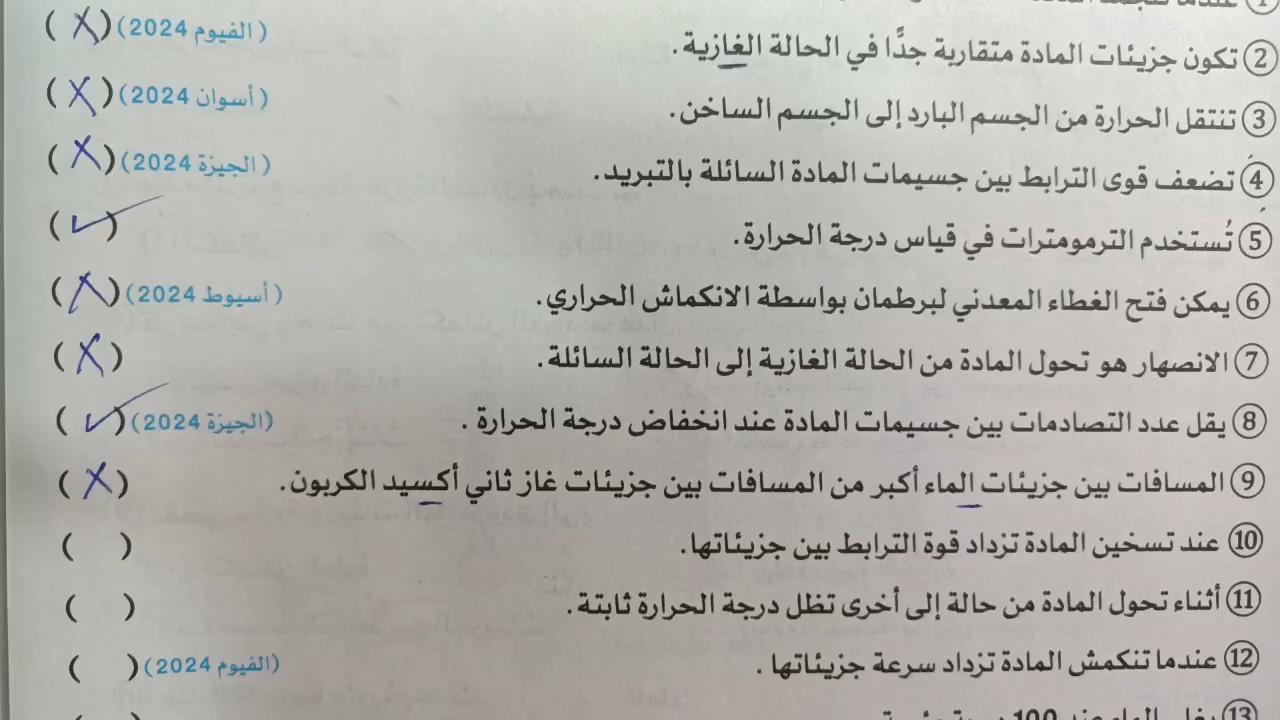 ② تكون جزيئات المادة متقاربة جدًّا في الحالة الغازية. (الفيوم 2024) (X)
③ تنتقل الحرارة من الجسم البارد إلى الجسم الساخن. (أسوان 2024) (X)
④ تضعف قوى الترابط بين جسيمات المادة السائلة بالتبريد. (الجيزة 2024) (X)
⑤ تُستخدم الترمومترات في قياس درجة الحرارة. (✓)
⑥ يمكن فتح الغطاء المعدني لبرطمان بواسطة الانكماش الحراري. (أسيوط 2024) (X)
⑦ الانصهار هو تحول المادة من الحالة الغازية إلى الحالة السائلة. (X)
⑧ يقل عدد التصادمات بين جسيمات المادة عند انخفاض درجة الحرارة. (الجيزة 2024) (✓)
⑨ المسافات بين جزيئات الماء أكبر من المسافات بين جزيئات غاز ثاني أكسيد الكربون. (X)
⑩ عند تسخين المادة تزداد قوة الترابط بين جزيئاتها. ( )
⑪ أثناء تحول المادة من حالة إلى أخرى تظل درجة الحرارة ثابتة. ( )
⑫ عندما تنكمش المادة تزداد سرعة جزيئاتها. (الفيوم 2024) ( )